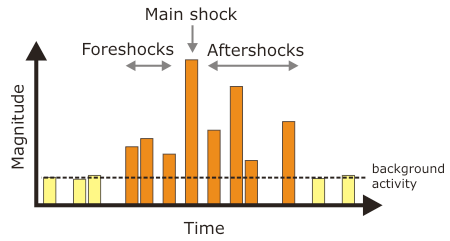 Main shock
Foreshocks
Aftershocks
Magnitude
background
activity
Time